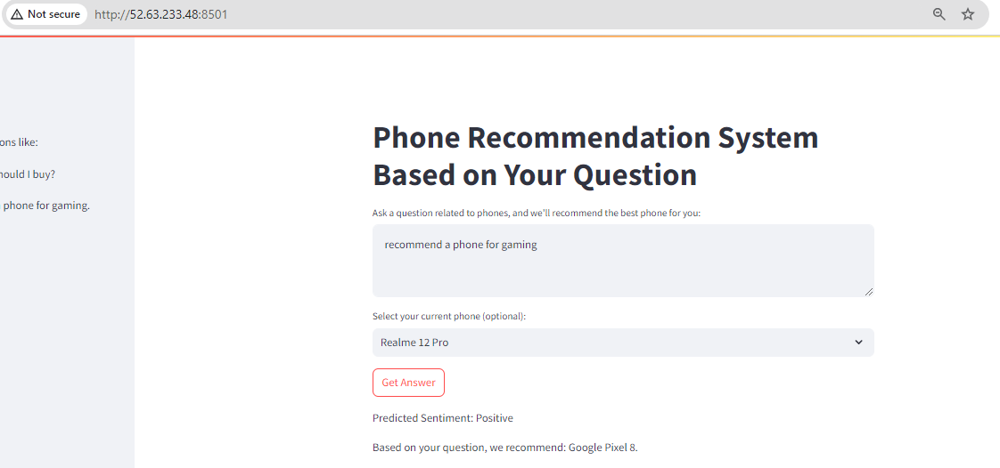 Not secure http://52.63.233.48:8501
ons like:
hould I buy?
phone for gaming.
Phone Recommendation System
Based on Your Question
Ask a question related to phones, and we'll recommend the best phone for you:
recommend a phone for gaming
Select your current phone (optional):
Realme 12 Pro
Get Answer
Predicted Sentiment: Positive
Based on your question, we recommend: Google Pixel 8.